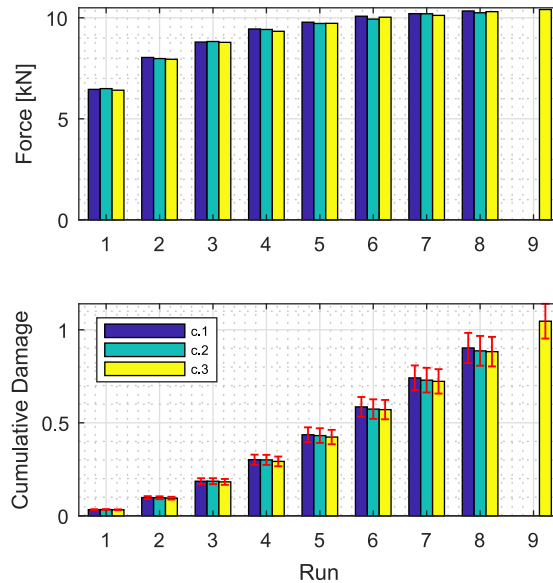 10
5
0
Force [kN]
1 2 3 4 5 6 7 8 9
1
0.5
0
Cumulative Damage
c.1
c.2
c.3
1 2 3 4 5 6 7 8 9
Run